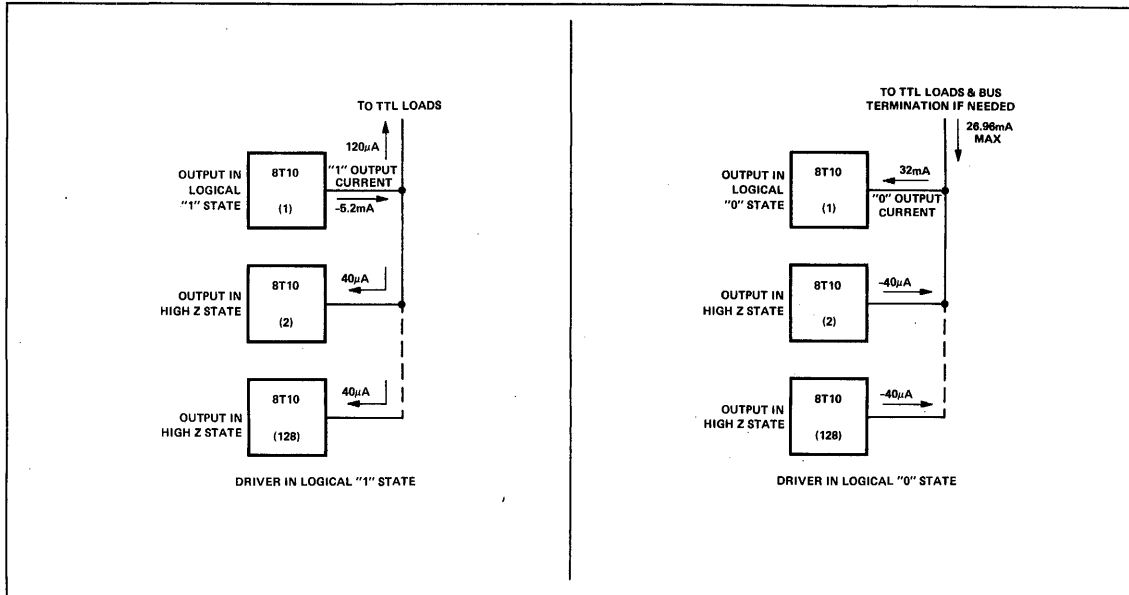 TO TTL LOADS
120μA
"1" OUTPUT
CURRENT
-5.2mA
OUTPUT IN
LOGICAL
"1" STATE
8T10
(1)
40μA
OUTPUT IN
HIGH Z STATE
8T10
(2)
40μA
OUTPUT IN
HIGH Z STATE
8T10
(128)
DRIVER IN LOGICAL "1" STATE
TO TTL LOADS & BUS
TERMINATION IF NEEDED
26.96mA
MAX
32mA
"0" OUTPUT
CURRENT
OUTPUT IN
LOGICAL
"0" STATE
8T10
(1)
-40μA
OUTPUT IN
HIGH Z STATE
8T10
(2)
-40μA
OUTPUT IN
HIGH Z STATE
8T10
(128)
DRIVER IN LOGICAL "0" STATE